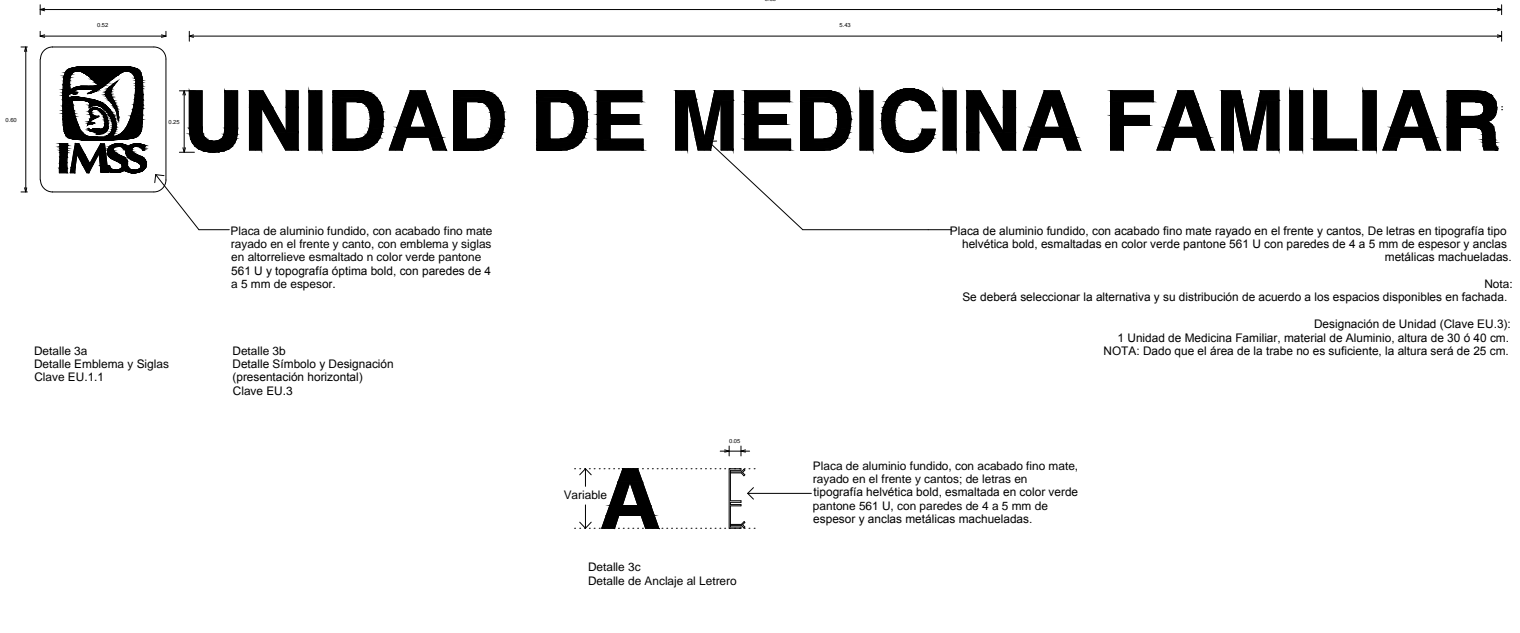 0.52
5.43
0.60
0.25
IMSS
UNIDAD DE MEDICINA FAMILIAR
Placa de aluminio fundido, con acabado fino mate
rayado en el frente y canto, con emblema y siglas
en altorrelieve esmaltado n color verde pantone
561 U y topografía óptima bold, con paredes de 4
a 5 mm de espesor.
Placa de aluminio fundido, con acabado fino mate rayado en el frente y cantos, De letras en tipografía tipo
helvética bold, esmaltadas en color verde pantone 561 U con paredes de 4 a 5 mm de espesor y anclas
metálicas machueladas.
Nota:
Se deberá seleccionar la alternativa y su distribución de acuerdo a los espacios disponibles en fachada.
Designación de Unidad (Clave EU.3):
1 Unidad de Medicina Familiar, material de Aluminio, altura de 30 ó 40 cm.
NOTA: Dado que el área de la trabe no es suficiente, la altura será de 25 cm.
Detalle 3a
Detalle Emblema y Siglas
Clave EU.1.1
Detalle 3b
Detalle Símbolo y Designación
(presentación horizontal)
Clave EU.3
0.05
Variable
A
Placa de aluminio fundido, con acabado fino mate,
rayado en el frente y cantos; de letras en
tipografía helvética bold, esmaltada en color verde
pantone 561 U, con paredes de 4 a 5 mm de
espesor y anclas metálicas machueladas.
Detalle 3c
Detalle de Anclaje al Letrero